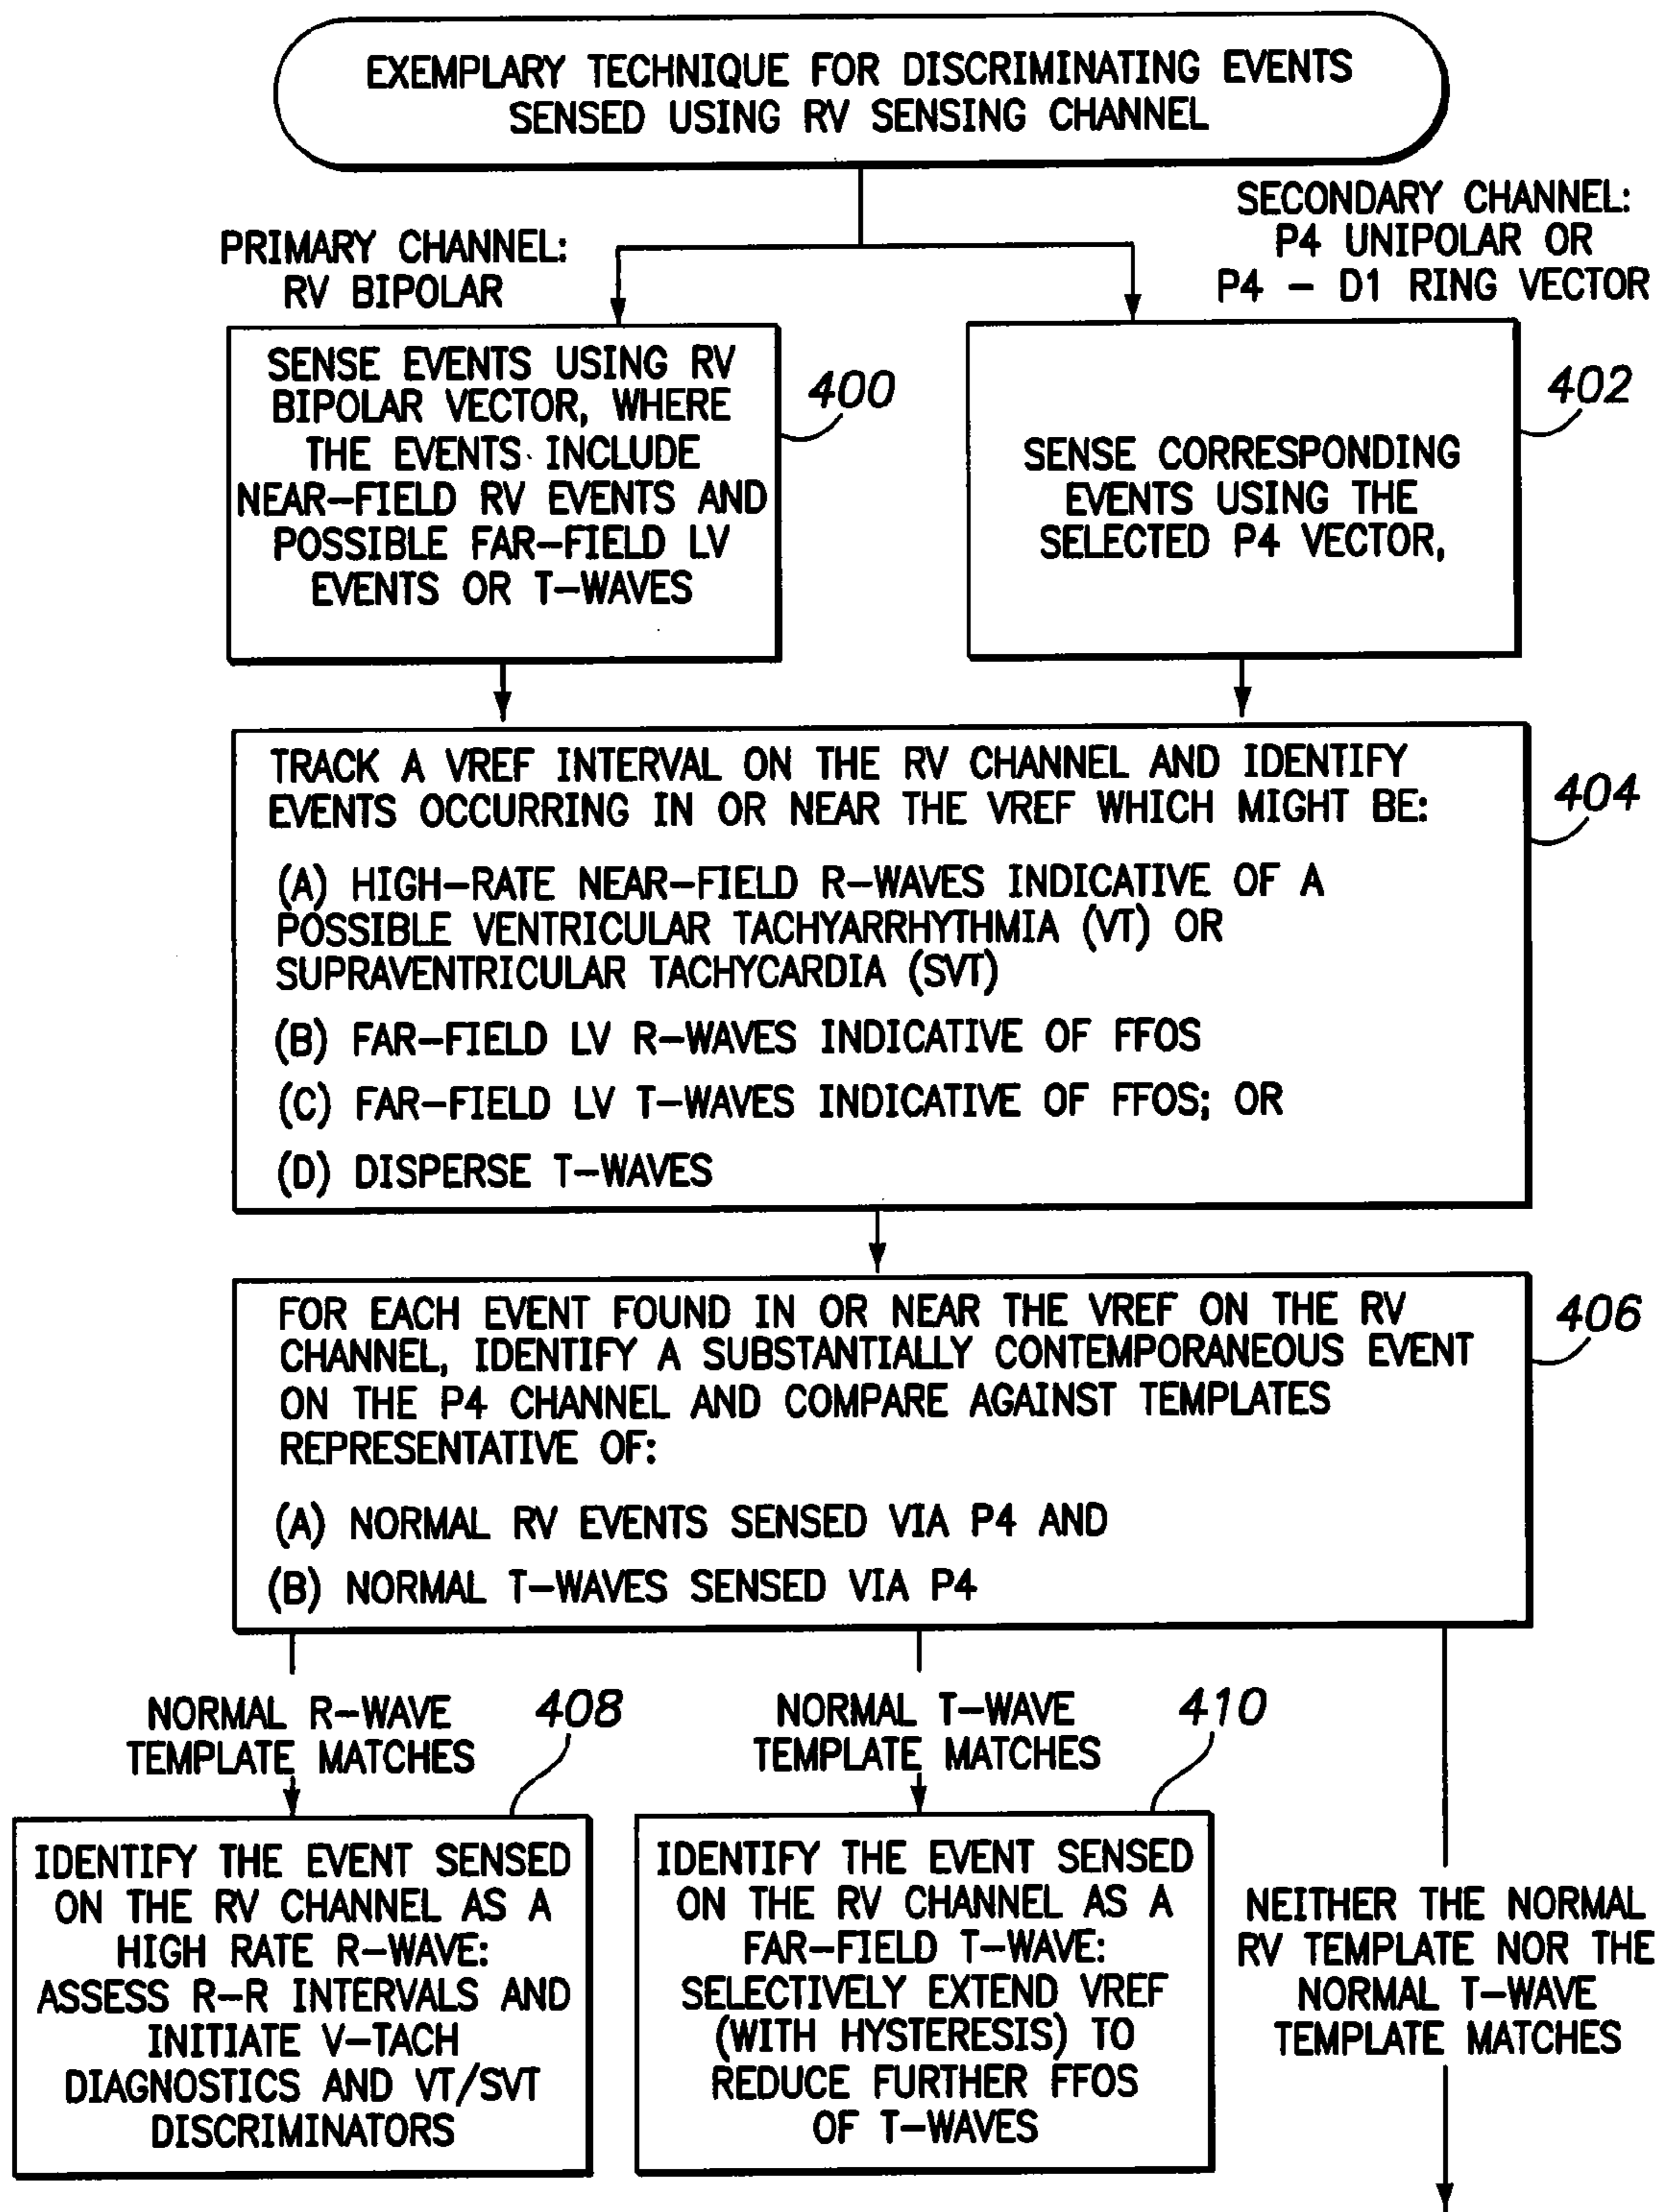 EXEMPLARY TECHNIQUE FOR DISCRIMINATING EVENTS
SENSED USING RV SENSING CHANNEL
PRIMARY CHANNEL:
RV BIPOLAR
SECONDARY CHANNEL:
P4 UNIPOLAR OR
P4 – D1 RING VECTOR
SENSE EVENTS USING RV
BIPOLAR VECTOR, WHERE
THE EVENTS INCLUDE
NEAR–FIELD RV EVENTS AND
POSSIBLE FAR–FIELD LV
EVENTS OR T–WAVES
400
SENSE CORRESPONDING
EVENTS USING THE
SELECTED P4 VECTOR,
402
TRACK A VREF INTERVAL ON THE RV CHANNEL AND IDENTIFY
EVENTS OCCURRING IN OR NEAR THE VREF WHICH MIGHT BE:
(A) HIGH–RATE NEAR–FIELD R–WAVES INDICATIVE OF A
POSSIBLE VENTRICULAR TACHYARRHYTHMIA (VT) OR
SUPRAVENTRICULAR TACHYCARDIA (SVT)
(B) FAR–FIELD LV R–WAVES INDICATIVE OF FFOS
(C) FAR–FIELD LV T–WAVES INDICATIVE OF FFOS; OR
(D) DISPERSE T–WAVES
404
FOR EACH EVENT FOUND IN OR NEAR THE VREF ON THE RV
CHANNEL, IDENTIFY A SUBSTANTIALLY CONTEMPORANEOUS EVENT
ON THE P4 CHANNEL AND COMPARE AGAINST TEMPLATES
REPRESENTATIVE OF:
(A) NORMAL RV EVENTS SENSED VIA P4 AND
(B) NORMAL T–WAVES SENSED VIA P4
406
NORMAL R–WAVE
TEMPLATE MATCHES
408
IDENTIFY THE EVENT SENSED
ON THE RV CHANNEL AS A
HIGH RATE R–WAVE:
ASSESS R–R INTERVALS AND
INITIATE V–TACH
DIAGNOSTICS AND VT/SVT
DISCRIMINATORS
NORMAL T–WAVE
TEMPLATE MATCHES
410
IDENTIFY THE EVENT SENSED
ON THE RV CHANNEL AS A
FAR–FIELD T–WAVE:
SELECTIVELY EXTEND VREF
(WITH HYSTERESIS) TO
REDUCE FURTHER FFOS
OF T–WAVES
NEITHER THE NORMAL
RV TEMPLATE NOR THE
NORMAL T–WAVE
TEMPLATE MATCHES